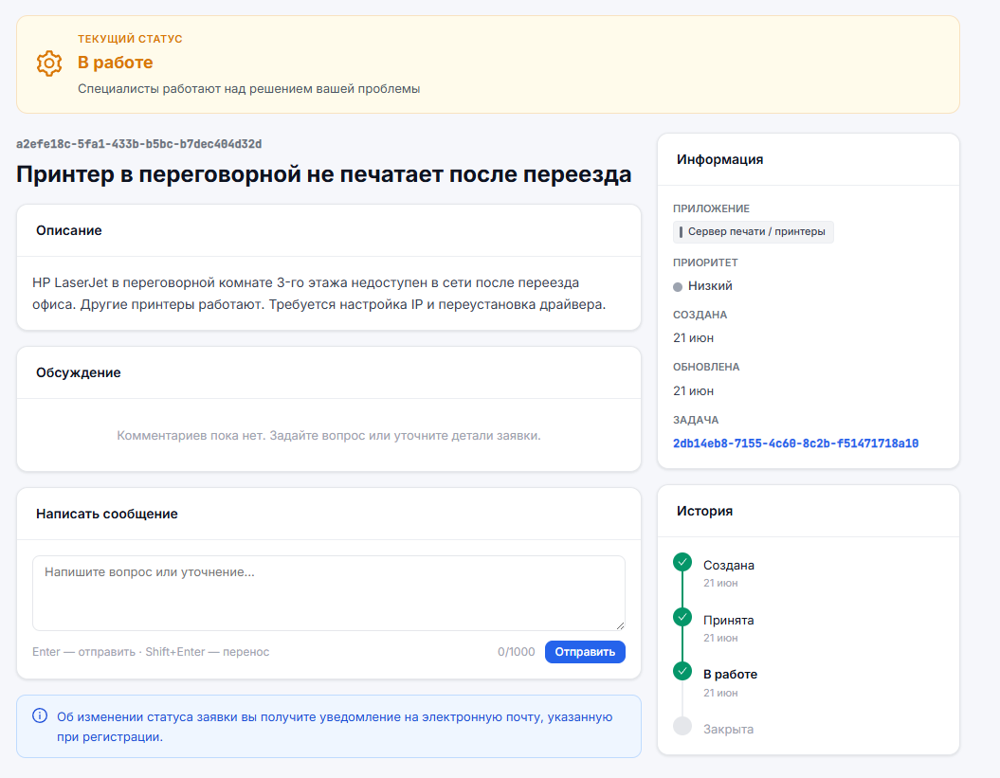 ТЕКУЩИЙ СТАТУС
В работе
Специалисты работают над решением вашей проблемы
a2efe18c-5fa1-433b-b5bc-b7dec404d32d
Принтер в переговорной не печатает после переезда
Описание
HP LaserJet в переговорной комнате 3-го этажа недоступен в сети после переезда
офиса. Другие принтеры работают. Требуется настройка IP и переустановка драйвера.
Обсуждение
Комментариев пока нет. Задайте вопрос или уточните детали заявки.
Написать сообщение
Напишите вопрос или уточнение...
Enter — отправить · Shift+Enter — перенос
0/1000
Отправить
Об изменении статуса заявки вы получите уведомление на электронную почту, указанную
при регистрации.
Информация
ПРИЛОЖЕНИЕ
Сервер печати / принтеры
ПРИОРИТЕТ
Низкий
СОЗДАНА
21 июн
ОБНОВЛЕНА
21 июн
ЗАДАЧА
2db14eb8-7155-4c60-8c2b-f51471718a10
История
Создана
21 июн
Принята
21 июн
В работе
21 июн
Закрыта